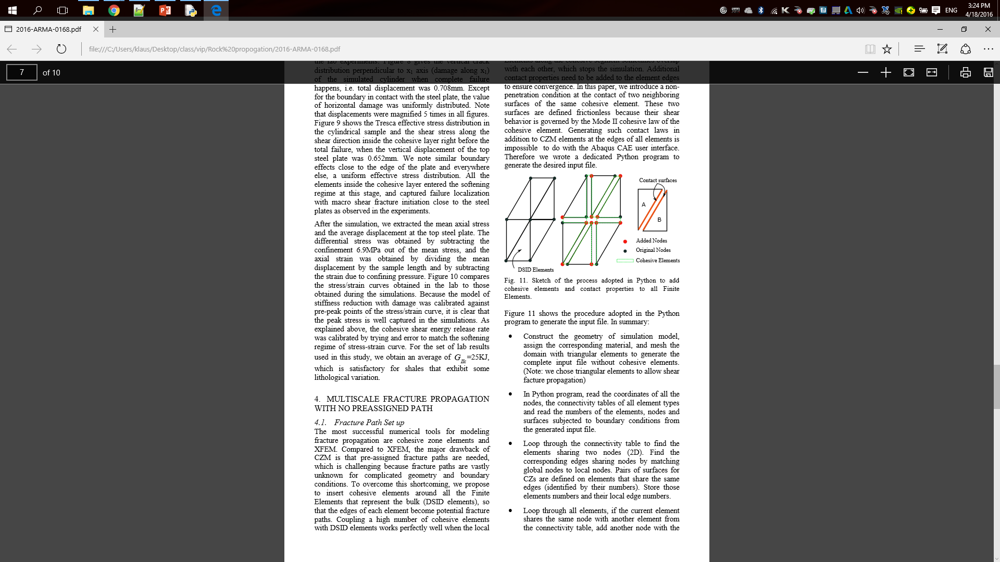 ENG
3:24 PM
4/18/2016
2016-ARMA-0168.pdf
file:///C:/Users/klaus/Desktop/class/vip/Rock%20propogation/2016-ARMA-0168.pdf
7 of 10
the lab experiments. Figure 8 gives the vertical crack
distribution perpendicular to x1 axis (damage along x1)
of the simulated cylinder when complete failure
happens, i.e. total displacement was 0.708mm. Except
for the boundary in contact with the steel plate, the value
of horizontal damage was uniformly distributed. Note
that displacements were magnified 5 times in all figures.
Figure 9 shows the Tresca effective stress distribution in
the cylindrical sample and the shear stress along the
shear direction inside the cohesive layer right before the
total failure, when the vertical displacement of the top
steel plate was 0.652mm. We note similar boundary
effects close to the edge of the plate and everywhere
else, a uniform effective stress distribution. All the
elements inside the cohesive layer entered the softening
regime at this stage, and captured failure localization
with macro shear fracture initiation close to the steel
plates as observed in the experiments.
After the simulation, we extracted the mean axial stress
and the average displacement at the top steel plate. The
differential stress was obtained by subtracting the
confinement 6.9MPa out of the mean stress, and the
axial strain was obtained by dividing the mean
displacement by the sample length and by subtracting
the strain due to confining pressure. Figure 10 compares
the stress/strain curves obtained in the lab to those
obtained during the simulations. Because the model of
stiffness reduction with damage was calibrated against
pre-peak points of the stress/strain curve, it is clear that
the peak stress is well captured in the simulations. As
explained above, the cohesive shear energy release rate
was calibrated by trying and error to match the softening
regime of stress-strain curve. For the set of lab results
used in this study, we obtain an average of GIIc=25KJ,
which is satisfactory for shales that exhibit some
lithological variation.
4. MULTISCALE FRACTURE PROPAGATION
WITH NO PREASSIGNED PATH
4.1. Fracture Path Set up
The most successful numerical tools for modeling
fracture propagation are cohesive zone elements and
XFEM. Compared to XFEM, the major drawback of
CZM is that pre-assigned fracture paths are needed,
which is challenging because fracture paths are vastly
unknown for complicated geometry and boundary
conditions. To overcome this shortcoming, we propose
to insert cohesive elements around all the Finite
Elements that represent the bulk (DSID elements), so
that the edges of each element become potential fracture
paths. Coupling a high number of cohesive elements
with DSID elements works perfectly well when the local
Elements along the cohesive segment sometimes overlap
with each other, which stops the simulation. Additional
contact properties need to be added to the element edges
to ensure convergence. In this paper, we introduce a non-
penetration condition at the contact of two neighboring
surfaces of the same cohesive element. These two
surfaces are defined frictionless because their shear
behavior is governed by the Mode II cohesive law of the
cohesive element. Generating such contact laws in
addition to CZM elements at the edges of all elements is
impossible to do with the Abaqus CAE user interface.
Therefore we wrote a dedicated Python program to
generate the desired input file.
Contact surfaces
A
B
Added Nodes
Original Nodes
Cohesive Elements
DSID Elements
Fig. 11. Sketch of the process adopted in Python to add
cohesive elements and contact properties to all Finite
Elements.
Figure 11 shows the procedure adopted in the Python
program to generate the input file. In summary:
• Construct the geometry of simulation model,
assign the corresponding material, and mesh the
domain with triangular elements to generate the
complete input file without cohesive elements.
(Note: we chose triangular elements to allow shear
facture propagation)
• In Python program, read the coordinates of all the
nodes, the connectivity tables of all element types
and read the numbers of the elements, nodes and
surfaces subjected to boundary conditions from
the generated input file.
• Loop through the connectivity table to find the
elements sharing two nodes (2D). Find the
corresponding edges sharing nodes by matching
global nodes to local nodes. Pairs of surfaces for
CZs are defined on elements that share the same
edges (identified by their numbers). Store those
elements numbers and their local edge numbers.
• Loop through all elements, if the current element
shares the same node with another element from
the connectivity table, add another node with the